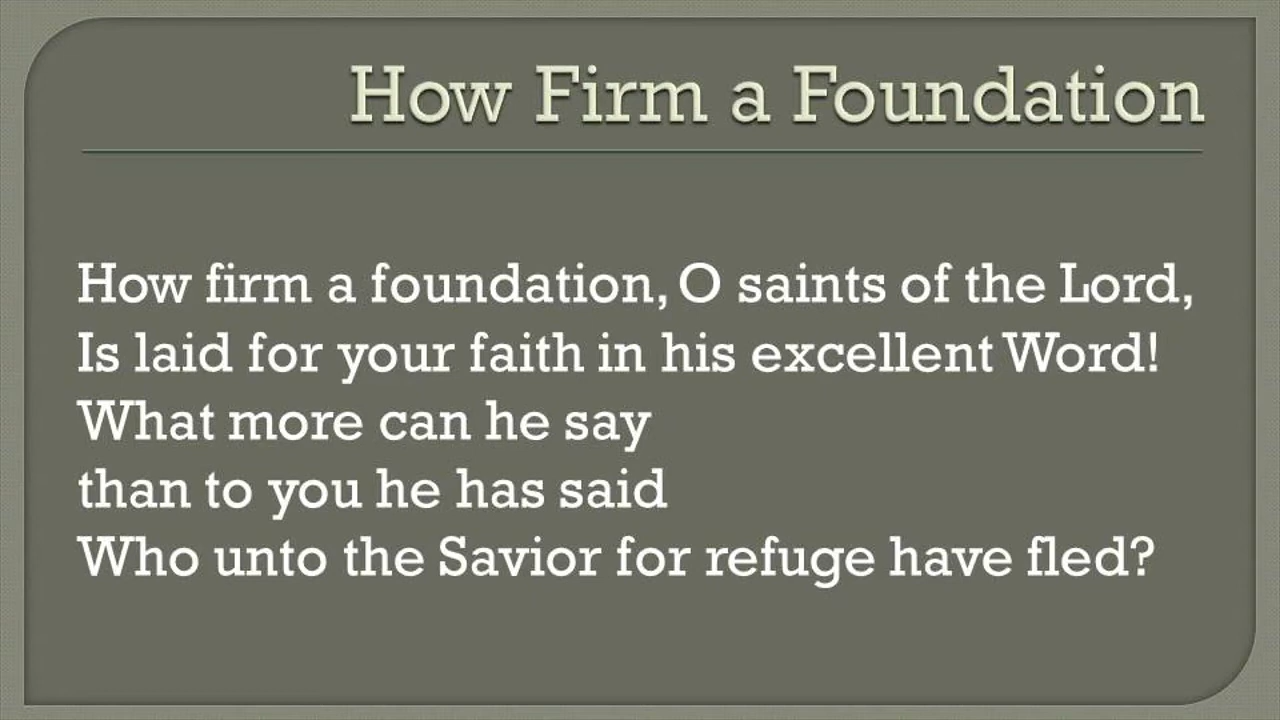 How Firm a Foundation
How firm a foundation, O saints of the Lord,
Is laid for your faith in his excellent Word!
What more can he say
than to you he has said
Who unto the Savior for refuge have fled?